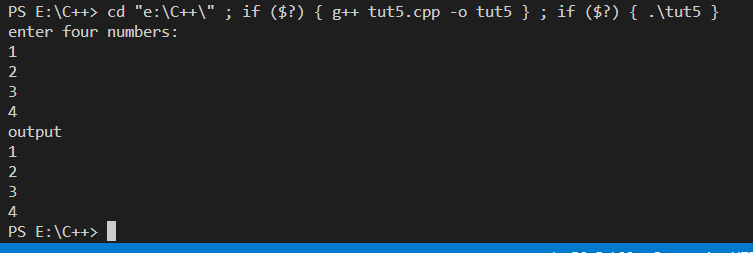 PS E:\C++> cd "e:\C++\" ; if ($?) { g++ tut5.cpp -o tut5 } ; if ($?) { .\tut5 }
enter four numbers:
1
2
3
4
output
1
2
3
4
PS E:\C++>